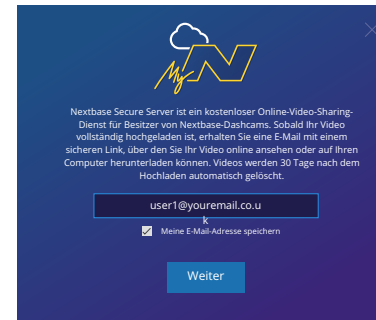 My N
Nextbase Secure Server ist ein kostenloser Online-Video-Sharing-
Dienst für Besitzer von Nextbase-Dashcams. Sobald Ihr Video
vollständig hochgeladen ist, erhalten Sie eine E-Mail mit einem
sicheren Link, über den Sie Ihr Video online ansehen oder auf Ihren
Computer herunterladen können. Videos werden 30 Tage nach dem
Hochladen automatisch gelöscht.
user1@youremail.co.u
k
Meine E-Mail-Adresse speichern
Weiter